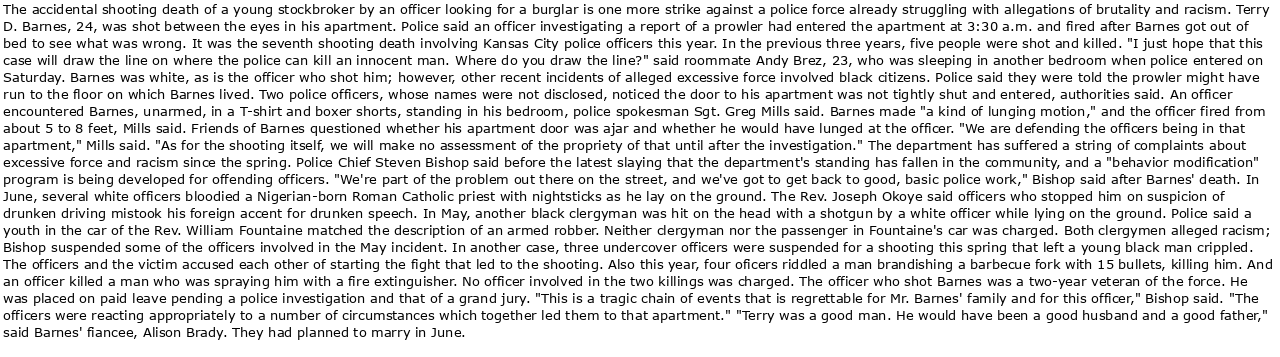 The accidental shooting death of a young stockbroker by an officer looking for a burglar is one more strike against a police force already struggling with allegations of brutality and racism. Terry
D. Barnes, 24, was shot between the eyes in his apartment. Police said an officer investigating a report of a prowler had entered the apartment at 3:30 a.m. and fired after Barnes got out of
bed to see what was wrong. It was the seventh shooting death involving Kansas City police officers this year. In the previous three years, five people were shot and killed. "I just hope that this
case will draw the line on where the police can kill an innocent man. Where do you draw the line?" said roommate Andy Brez, 23, who was sleeping in another bedroom when police entered on
Saturday. Barnes was white, as is the officer who shot him; however, other recent incidents of alleged excessive force involved black citizens. Police said they were told the prowler might have
run to the floor on which Barnes lived. Two police officers, whose names were not disclosed, noticed the door to his apartment was not tightly shut and entered, authorities said. An officer
encountered Barnes, unarmed, in a T-shirt and boxer shorts, standing in his bedroom, police spokesman Sgt. Greg Mills said. Barnes made "a kind of lunging motion," and the officer fired from
about 5 to 8 feet, Mills said. Friends of Barnes questioned whether his apartment door was ajar and whether he would have lunged at the officer. "We are defending the officers being in that
apartment," Mills said. "As for the shooting itself, we will make no assessment of the propriety of that until after the investigation." The department has suffered a string of complaints about
excessive force and racism since the spring. Police Chief Steven Bishop said before the latest slaying that the department's standing has fallen in the community, and a "behavior modification"
program is being developed for offending officers. "We're part of the problem out there on the street, and we've got to get back to good, basic police work," Bishop said after Barnes' death. In
June, several white officers bloodied a Nigerian-born Roman Catholic priest with nightsticks as he lay on the ground. The Rev. Joseph Okoye said officers who stopped him on suspicion of
drunken driving mistook his foreign accent for drunken speech. In May, another black clergyman was hit on the head with a shotgun by a white officer while lying on the ground. Police said a
youth in the car of the Rev. William Fountaine matched the description of an armed robber. Neither clergyman nor the passenger in Fountaine's car was charged. Both clergymen alleged racism;
Bishop suspended some of the officers involved in the May incident. In another case, three undercover officers were suspended for a shooting this spring that left a young black man crippled.
The officers and the victim accused each other of starting the fight that led to the shooting. Also this year, four oficers riddled a man brandishing a barbecue fork with 15 bullets, killing him. And
an officer killed a man who was spraying him with a fire extinguisher. No officer involved in the two killings was charged. The officer who shot Barnes was a two-year veteran of the force. He
was placed on paid leave pending a police investigation and that of a grand jury. "This is a tragic chain of events that is regrettable for Mr. Barnes' family and for this officer," Bishop said. "The
officers were reacting appropriately to a number of circumstances which together led them to that apartment." "Terry was a good man. He would have been a good husband and a good father,"
said Barnes' fiancee, Alison Brady. They had planned to marry in June.